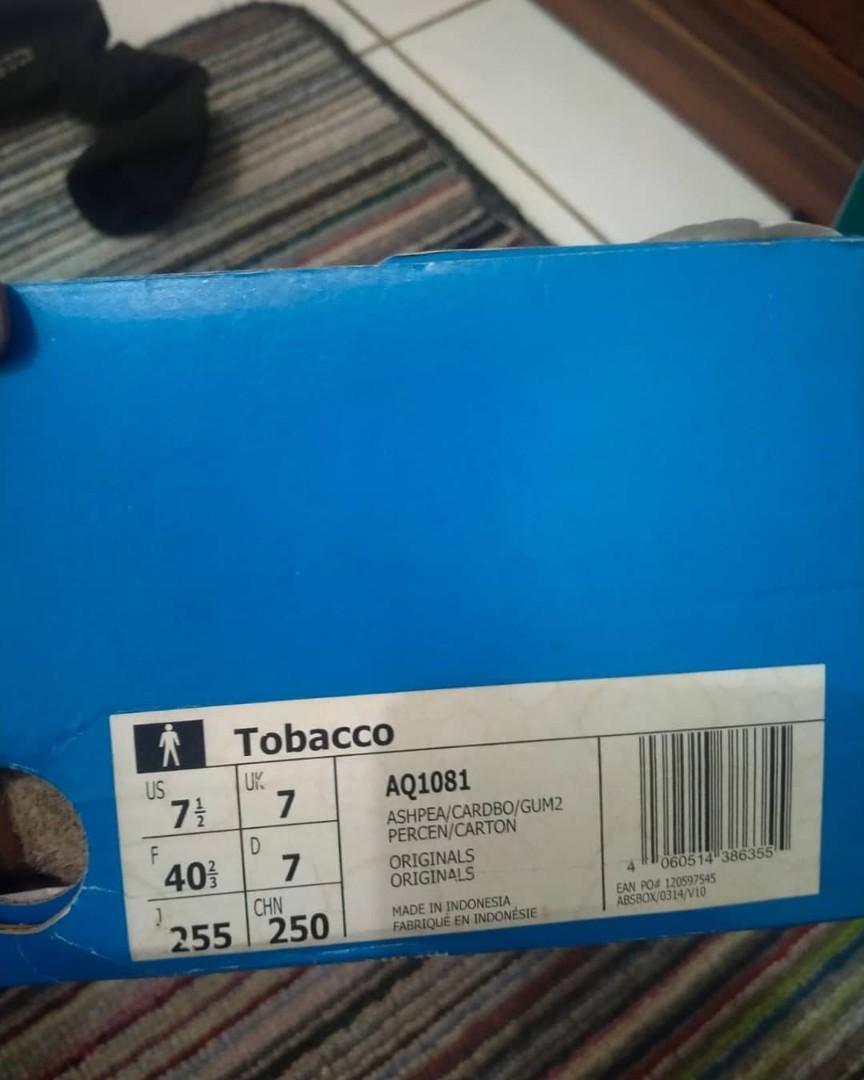 Tobacco
US 7½
UK 7
F 40⅔
D 7
J 255
CHN 250
AQ1081
ASHPEA/CARDBO/GUM2
PERCEN/CARTON
ORIGINALS
ORIGINALS
MADE IN INDONESIA
FABRIQUÉ EN INDONÉSIE
4 060514 386355
EAN PO# 120597545
ABSBOX/0314/V10